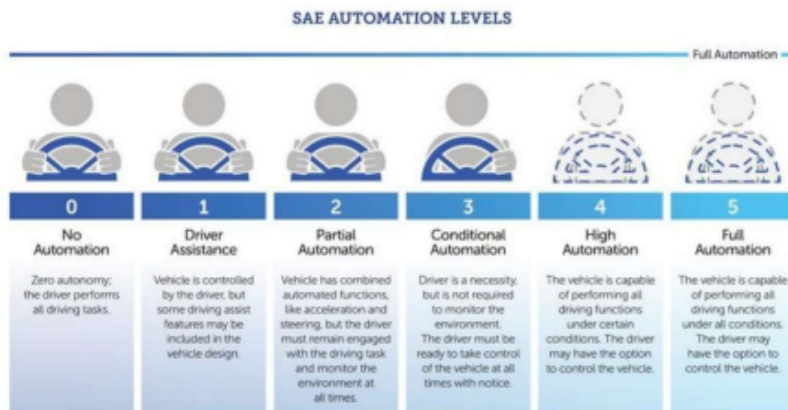 SAE AUTOMATION LEVELS
Full Automation
0
No
Automation
Zero autonomy;
the driver performs
all driving tasks.
1
Driver
Assistance
Vehicle is controlled
by the driver, but
some driving assist
features may be
included in the
vehicle design.
2
Partial
Automation
Vehicle has combined
automated functions,
like acceleration and
steering, but the driver
must remain engaged
with the driving task
and monitor the
environment at
all times.
3
Conditional
Automation
Driver is a necessity,
but is not required
to monitor the
environment.
The driver must be
ready to take control
of the vehicle at all
times with notice.
4
High
Automation
The vehicle is capable
of performing all
driving functions
under certain
conditions. The driver
may have the option
to control the vehicle.
5
Full
Automation
The vehicle is capable
of performing all
driving functions
under all conditions.
The driver may
have the option to
control the vehicle.